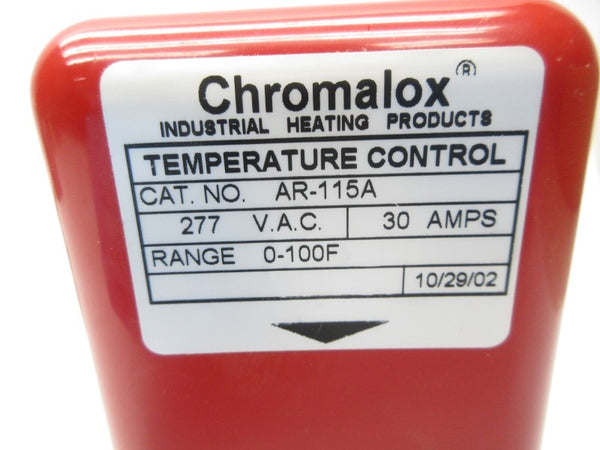 Chromalox®
INDUSTRIAL HEATING PRODUCTS
TEMPERATURE CONTROL
CAT. NO. AR-115A
277 V.A.C. 30 AMPS
RANGE 0-100F
10/29/02